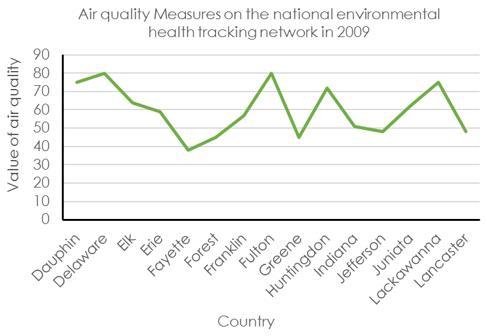 Air quality Measures on the national environmental
health tracking network in 2009
Value of air quality
90
80
70
60
50
40
30
20
10
0
Dauphin
Delaware
Elk
Erie
Fayette
Forest
Franklin
Fulton
Greene
Huntingdon
Indiana
Jefferson
Juniata
Lackawanna
Lancaster
Country